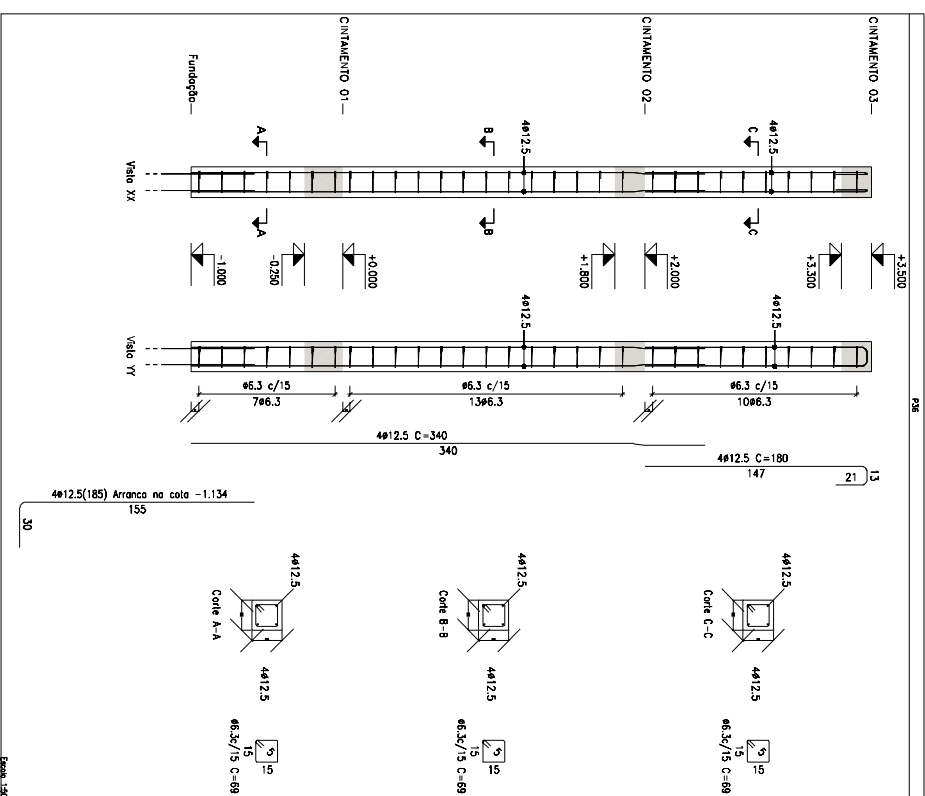 P36
CINTAMENTO 03
CINTAMENTO 02
CINTAMENTO 01
Fundação
4ø12.5
4ø12.5
A
A
B
B
C
C
Vista XX
-1.000
-0.250
+0.000
+1.800
+2.000
+3.300
+3.500
4ø12.5
4ø12.5
Vista YY
ø6.3 c/15
7ø6.3
ø6.3 c/15
13ø6.3
ø6.3 c/15
10ø6.3
4ø12.5 C=340
340
4ø12.5 C=180
147
21
13
4ø12.5(185) Arranca na cota -1.134
155
30
4ø12.5
Corte A-A
4ø12.5
Corte B-B
4ø12.5
Corte C-C
4ø12.5
4ø12.5
4ø12.5
15
15
ø6.3c/15 C=69
15
15
ø6.3c/15 C=69
15
15
ø6.3c/15 C=69